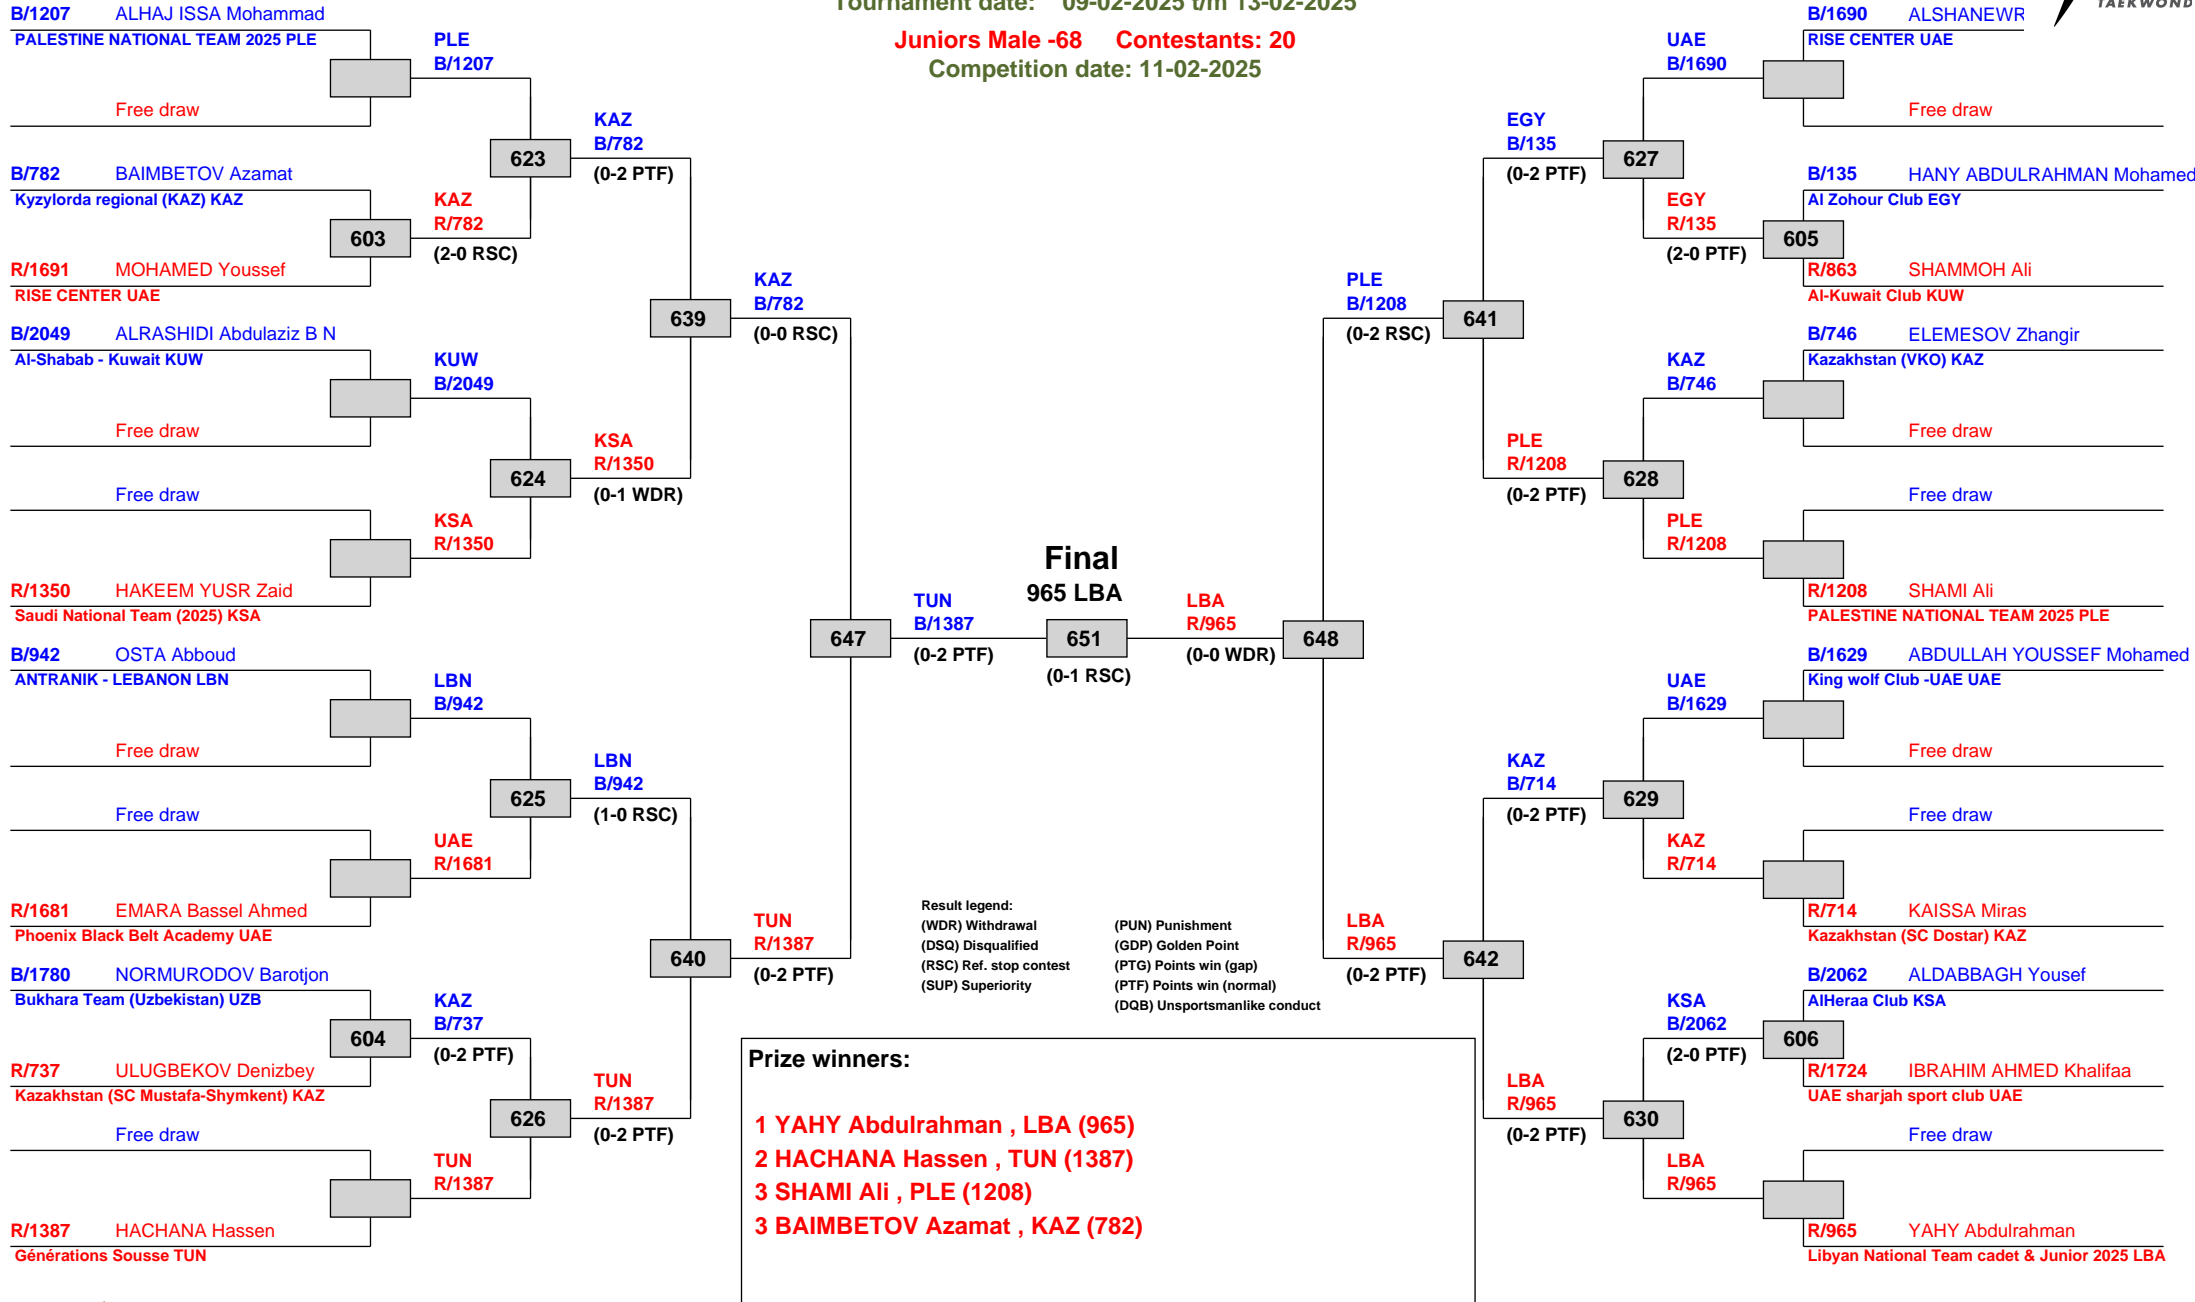 Tournament date: 09-02-2025 t/m 13-02-2025
Juniors Male -68 Contestants: 20
Competition date: 11-02-2025
TAEKWOND
B/1207 ALHAJ ISSA Mohammad
PALESTINE NATIONAL TEAM 2025 PLE
Free draw
B/782 BAIMBETOV Azamat
Kyzylorda regional (KAZ) KAZ
603
R/1691 MOHAMED Youssef
RISE CENTER UAE
B/2049 ALRASHIDI Abdulaziz B N
Al-Shabab - Kuwait KUW
Free draw
Free draw
R/1350 HAKEEM YUSR Zaid
Saudi National Team (2025) KSA
B/942 OSTA Abboud
ANTRANIK - LEBANON LBN
Free draw
Free draw
R/1681 EMARA Bassel Ahmed
Phoenix Black Belt Academy UAE
B/1780 NORMURODOV Barotjon
Bukhara Team (Uzbekistan) UZB
604
R/737 ULUGBEKOV Denizbey
Kazakhstan (SC Mustafa-Shymkent) KAZ
Free draw
R/1387 HACHANA Hassen
Générations Sousse TUN
PLE
B/1207
623
KAZ
R/782
(2-0 RSC)
KUW
B/2049
624
KSA
R/1350
LBN
B/942
625
UAE
R/1681
KAZ
B/737
(0-2 PTF)
626
TUN
R/1387
KAZ
B/782
(0-2 PTF)
639
KSA
R/1350
(0-1 WDR)
LBN
B/942
(1-0 RSC)
640
TUN
R/1387
(0-2 PTF)
KAZ
B/782
(0-0 RSC)
647
TUN
R/1387
(0-2 PTF)
TUN
B/1387
(0-2 PTF)
Final
965 LBA
651
(0-1 RSC)
LBA
R/965
(0-0 WDR)
648
PLE
B/1208
(0-2 RSC)
641
LBA
R/965
(0-2 PTF)
642
EGY
B/135
(0-2 PTF)
627
PLE
R/1208
(0-2 PTF)
628
KAZ
B/714
(0-2 PTF)
629
LBA
R/965
(0-2 PTF)
630
UAE
B/1690
EGY
R/135
(2-0 PTF)
605
KAZ
B/746
PLE
R/1208
UAE
B/1629
KAZ
R/714
KSA
B/2062
(2-0 PTF)
606
LBA
R/965
B/1690 ALSHANEWR
RISE CENTER UAE
Free draw
B/135 HANY ABDULRAHMAN Mohamed
Al Zohour Club EGY
R/863 SHAMMOH Ali
Al-Kuwait Club KUW
B/746 ELEMESOV Zhangir
Kazakhstan (VKO) KAZ
Free draw
Free draw
R/1208 SHAMI Ali
PALESTINE NATIONAL TEAM 2025 PLE
B/1629 ABDULLAH YOUSSEF Mohamed
King wolf Club -UAE UAE
Free draw
Free draw
R/714 KAISSA Miras
Kazakhstan (SC Dostar) KAZ
B/2062 ALDABBAGH Yousef
AlHeraa Club KSA
R/1724 IBRAHIM AHMED Khalifaa
UAE sharjah sport club UAE
Free draw
R/965 YAHY Abdulrahman
Libyan National Team cadet & Junior 2025 LBA
Result legend:
(WDR) Withdrawal
(DSQ) Disqualified
(RSC) Ref. stop contest
(SUP) Superiority
(PUN) Punishment
(GDP) Golden Point
(PTG) Points win (gap)
(PTF) Points win (normal)
(DQB) Unsportsmanlike conduct
Prize winners:
1 YAHY Abdulrahman , LBA (965)
2 HACHANA Hassen , TUN (1387)
3 SHAMI Ali , PLE (1208)
3 BAIMBETOV Azamat , KAZ (782)